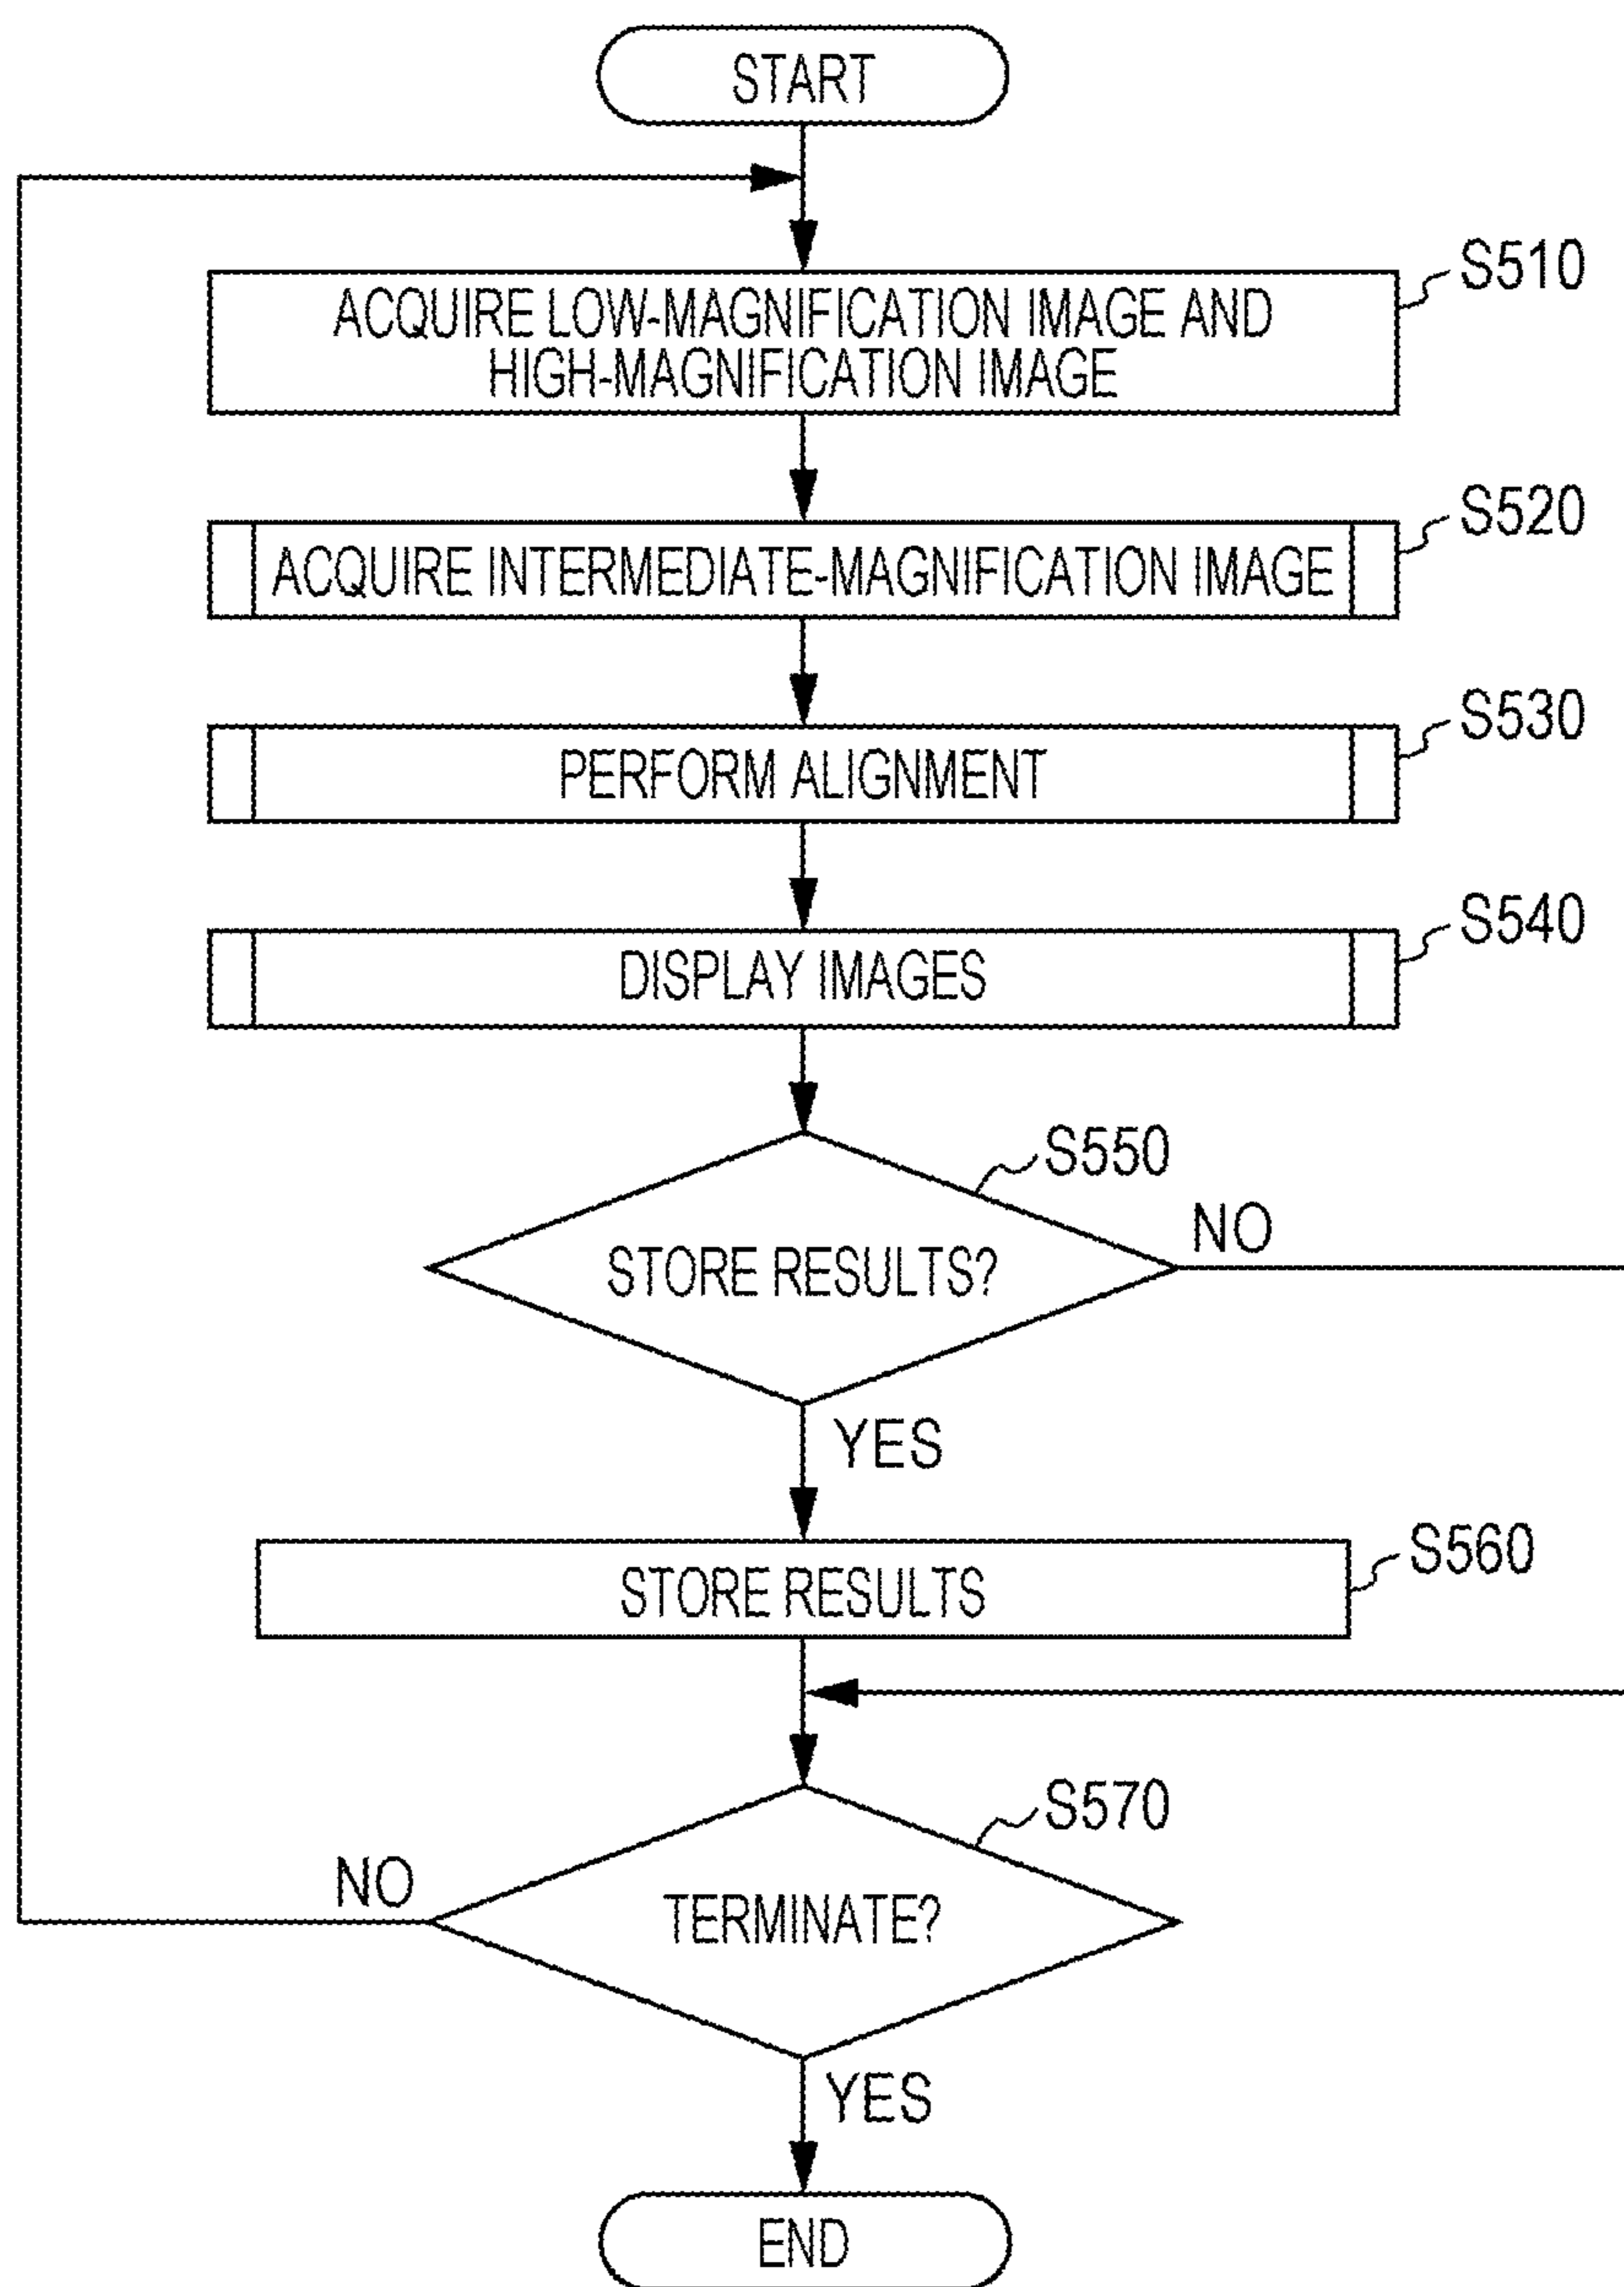 START
S510
ACQUIRE LOW-MAGNIFICATION IMAGE AND
HIGH-MAGNIFICATION IMAGE
S520
ACQUIRE INTERMEDIATE-MAGNIFICATION IMAGE
S530
PERFORM ALIGNMENT
S540
DISPLAY IMAGES
S550
NO
STORE RESULTS?
YES
S560
STORE RESULTS
S570
NO
TERMINATE?
YES
END